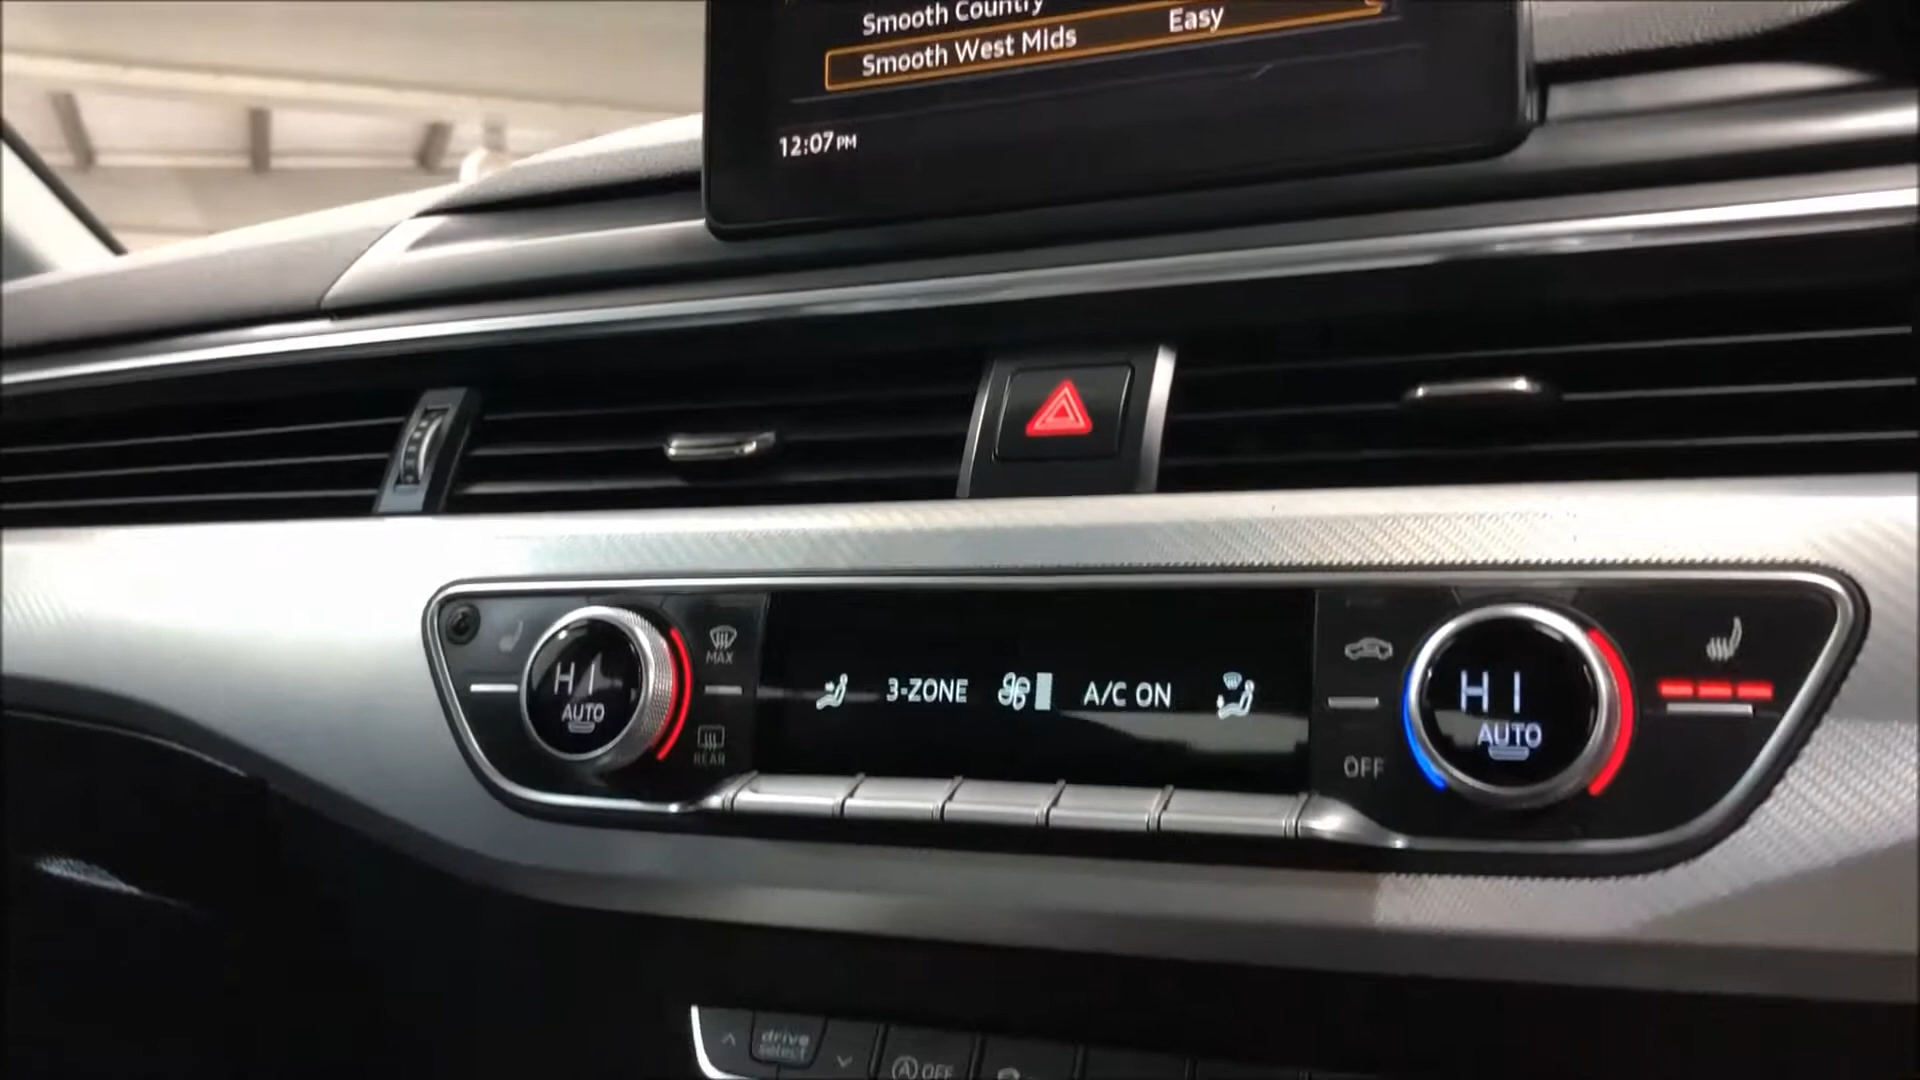 Smooth Country
Smooth West Mids Easy
12:07 PM
MAX
HI
AUTO
REAR
3-ZONE
A/C ON
OFF
HI
AUTO
drive
select
A OFF